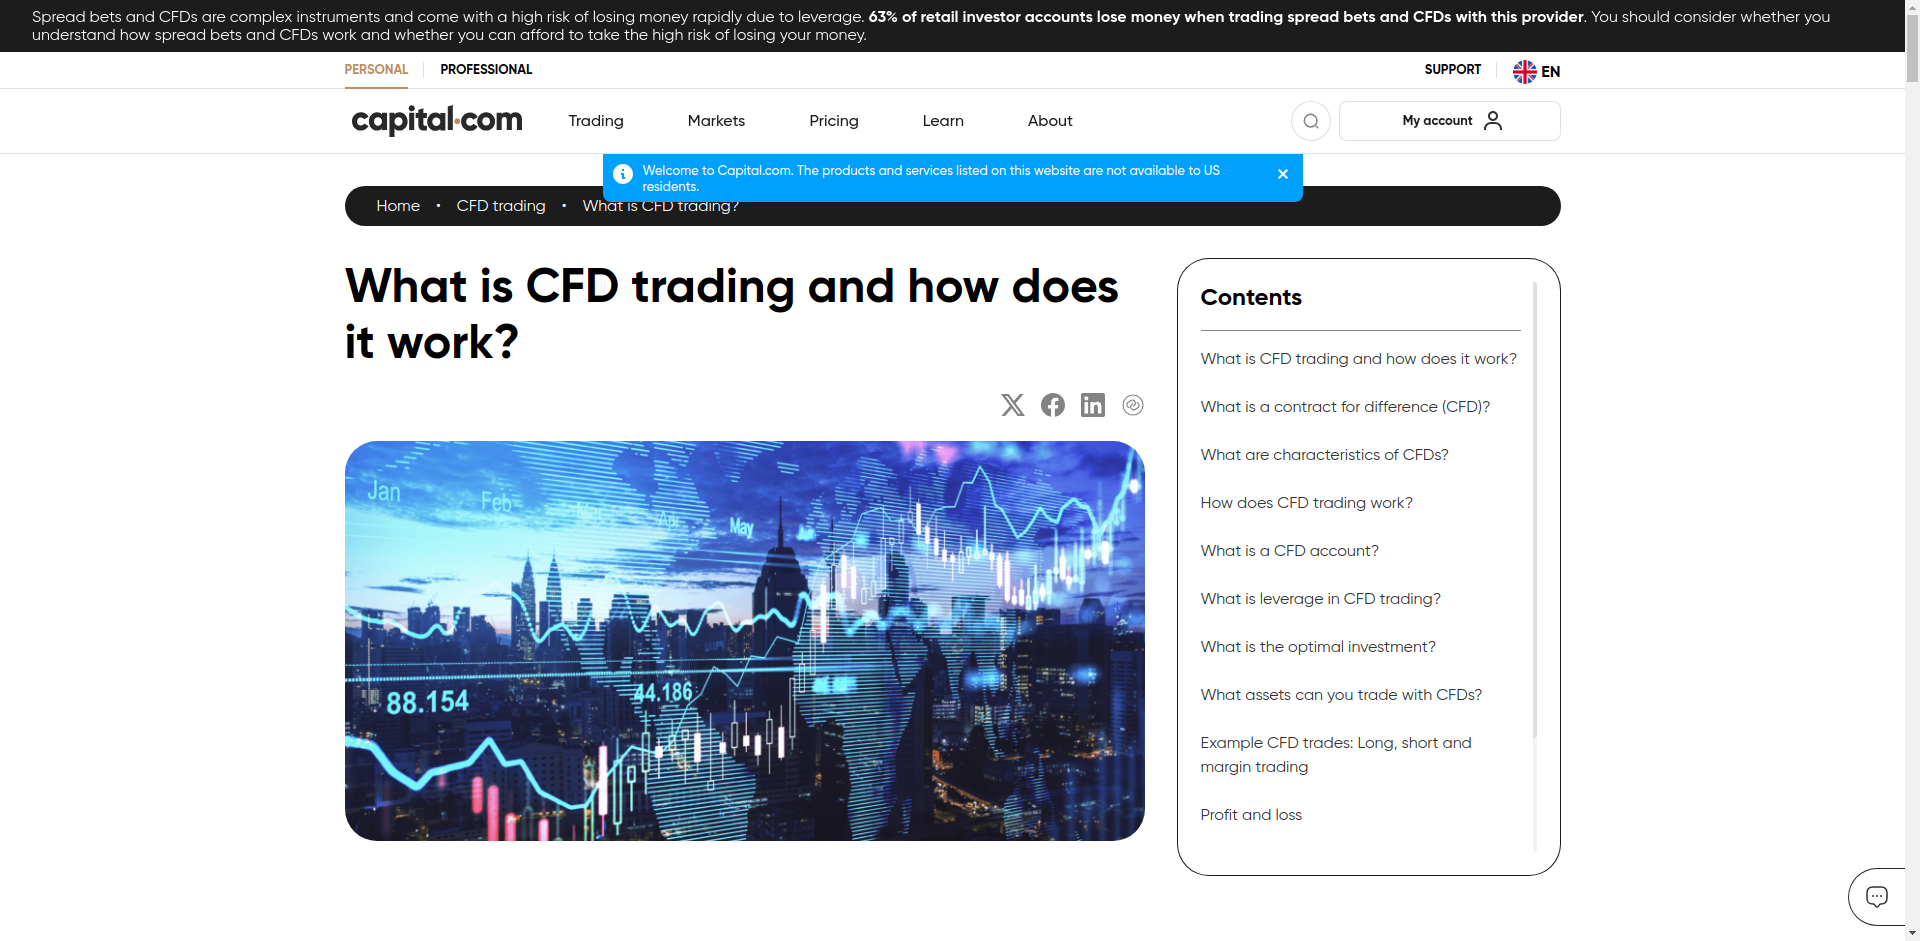 Spread bets and CFDs are complex instruments and come with a high risk of losing money rapidly due to leverage. 63% of retail investor accounts lose money when trading spread bets and CFDs with this provider. You should consider whether you
understand how spread bets and CFDs work and whether you can afford to take the high risk of losing your money.
PERSONAL
PROFESSIONAL
SUPPORT
EN
capital.com
Trading
Markets
Pricing
Learn
About
My account
Welcome to Capital.com. The products and services listed on this website are not available to US
residents.
Home • CFD trading • What is CFD trading?
What is CFD trading and how does
it work?
Jan
Feb
May
88.154
44.186
Contents
What is CFD trading and how does it work?
What is a contract for difference (CFD)?
What are characteristics of CFDs?
How does CFD trading work?
What is a CFD account?
What is leverage in CFD trading?
What is the optimal investment?
What assets can you trade with CFDs?
Example CFD trades: Long, short and
margin trading
Profit and loss